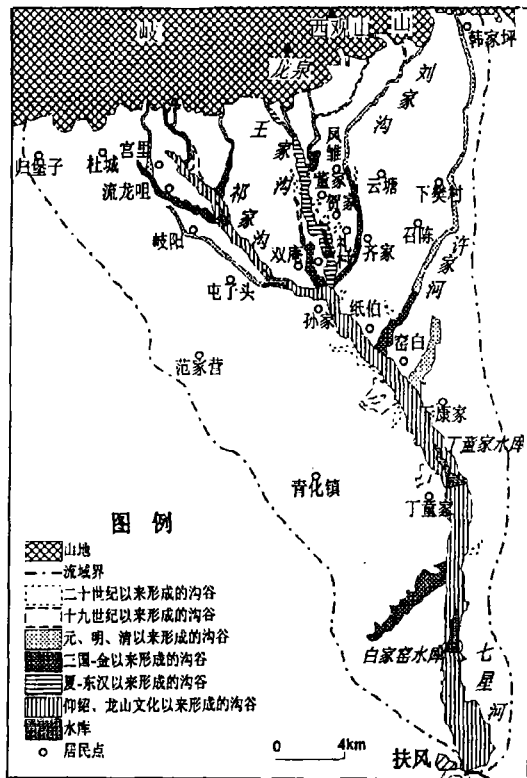 岐
西观山
山
韩家坪
龙泉
刘家沟
王家沟
凤雏
董家
贺家
云塘
归堡子
杜城
宫里
流龙咀
祁家沟
下樊村
召陈
许家河
岐阳
双庵
礼村
齐家
屯了头
孙家
纸伯
窑白
范家营
下康家
丁童家水库
青化镇
丁童家
图 例
山地
流域界
二十世纪以来形成的沟谷
十九世纪以来形成的沟谷
元、明、清以来形成的沟谷
三国-金以来形成的沟谷
夏-东汉以来形成的沟谷
仰韶、龙山文化以来形成的沟谷
水库
居民点
白家窑水库
七星河
0 4km
扶风